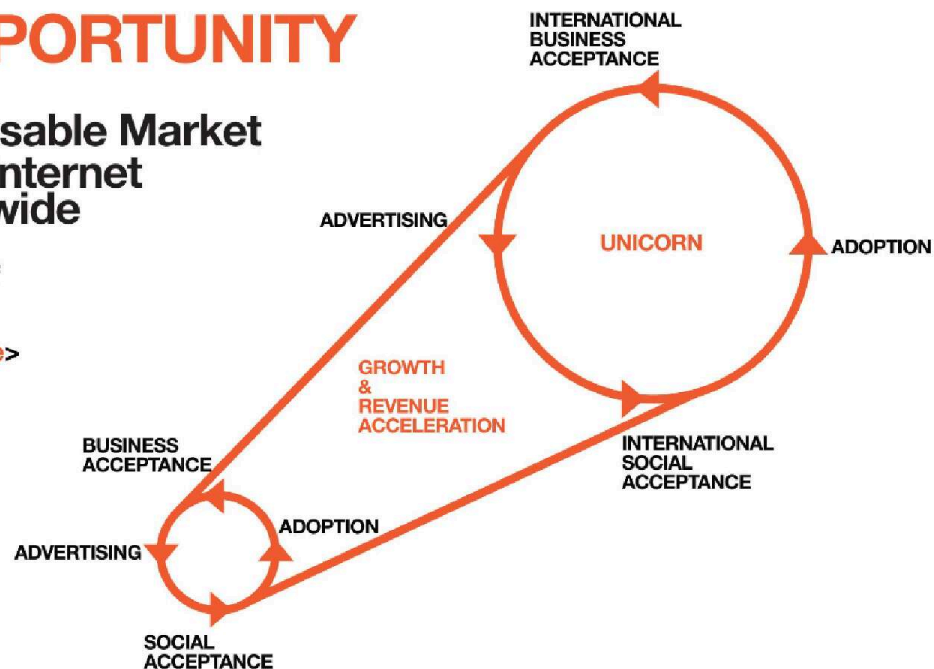 PORTUNITY
sable Market
nternet
wide
>
INTERNATIONAL
BUSINESS
ACCEPTANCE
ADVERTISING
UNICORN
ADOPTION
GROWTH
&
REVENUE
ACCELERATION
INTERNATIONAL
SOCIAL
ACCEPTANCE
BUSINESS
ACCEPTANCE
ADOPTION
ADVERTISING
SOCIAL
ACCEPTANCE